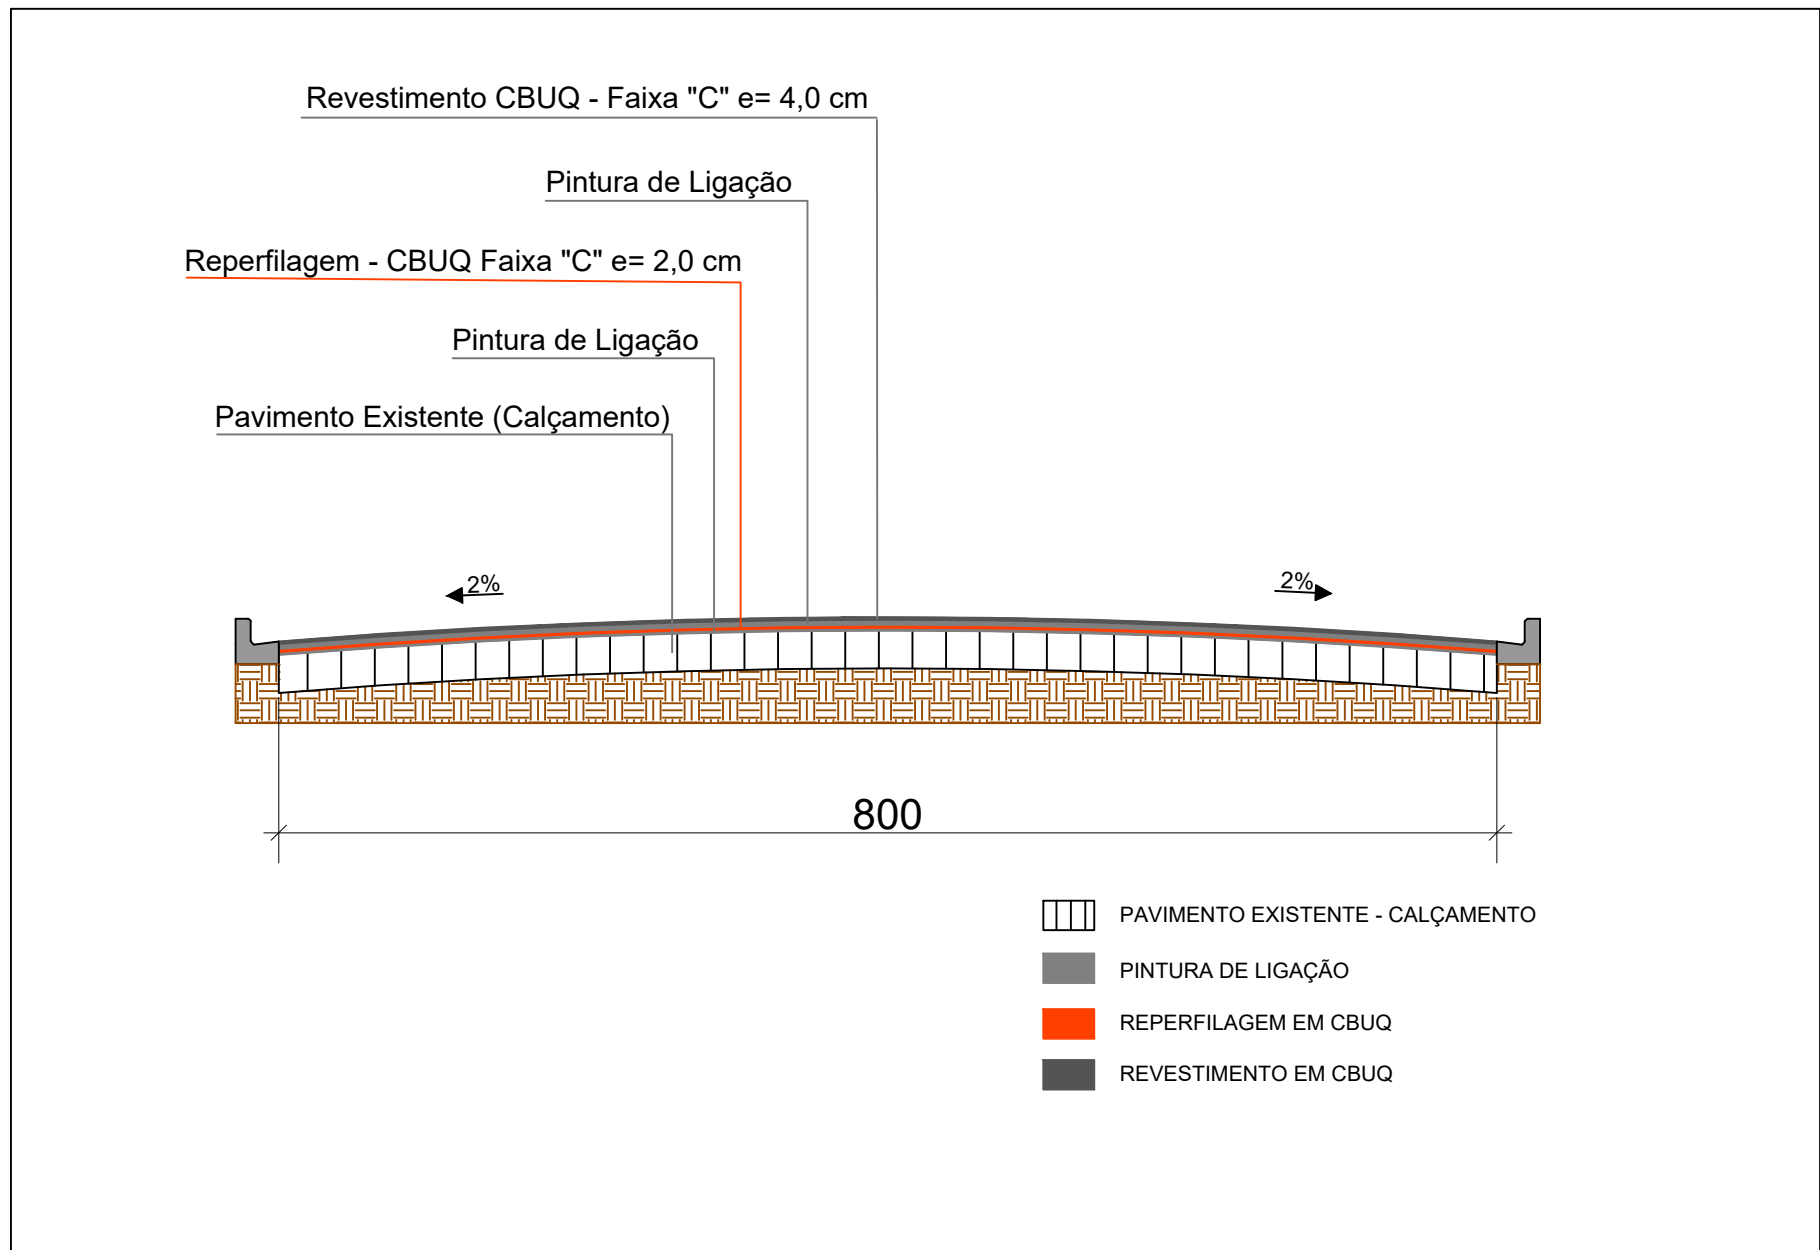 Revestimento CBUQ - Faixa "C" e= 4,0 cm
Pintura de Ligação
Reperfilagem - CBUQ Faixa "C" e= 2,0 cm
Pintura de Ligação
Pavimento Existente (Calçamento)
2%
2%
800
PAVIMENTO EXISTENTE - CALÇAMENTO
PINTURA DE LIGAÇÃO
REPERFILAGEM EM CBUQ
REVESTIMENTO EM CBUQ